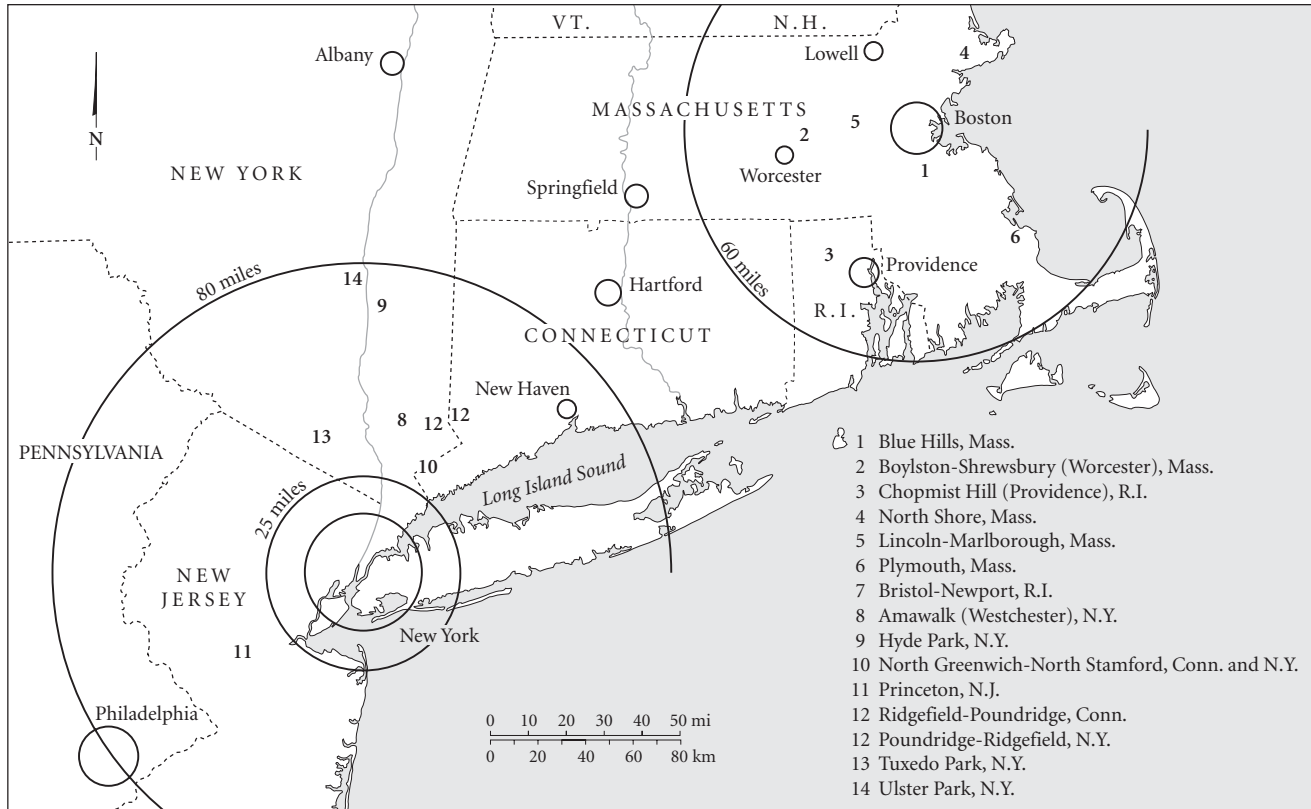 VT.
N.H.
Albany
Lowell
4
MASSACHUSETTS
5
Boston
N
2
NEW YORK
Worcester
1
Springfield
6
3
Providence
80 miles
60 miles
14
Hartford
9
R.I.
CONNECTICUT
New Haven
8
12
12
13
PENNSYLVANIA
10
Long Island Sound
25 miles
NEW
JERSEY
New York
11
Philadelphia
0 10 20 30 40 50 mi
0 20 40 60 80 km
1 Blue Hills, Mass.
2 Boylston-Shrewsbury (Worcester), Mass.
3 Chopmist Hill (Providence), R.I.
4 North Shore, Mass.
5 Lincoln-Marlborough, Mass.
6 Plymouth, Mass.
7 Bristol-Newport, R.I.
8 Amawalk (Westchester), N.Y.
9 Hyde Park, N.Y.
10 North Greenwich-North Stamford, Conn. and N.Y.
11 Princeton, N.J.
12 Ridgefield-Poundridge, Conn.
12 Poundridge-Ridgefield, N.Y.
13 Tuxedo Park, N.Y.
14 Ulster Park, N.Y.